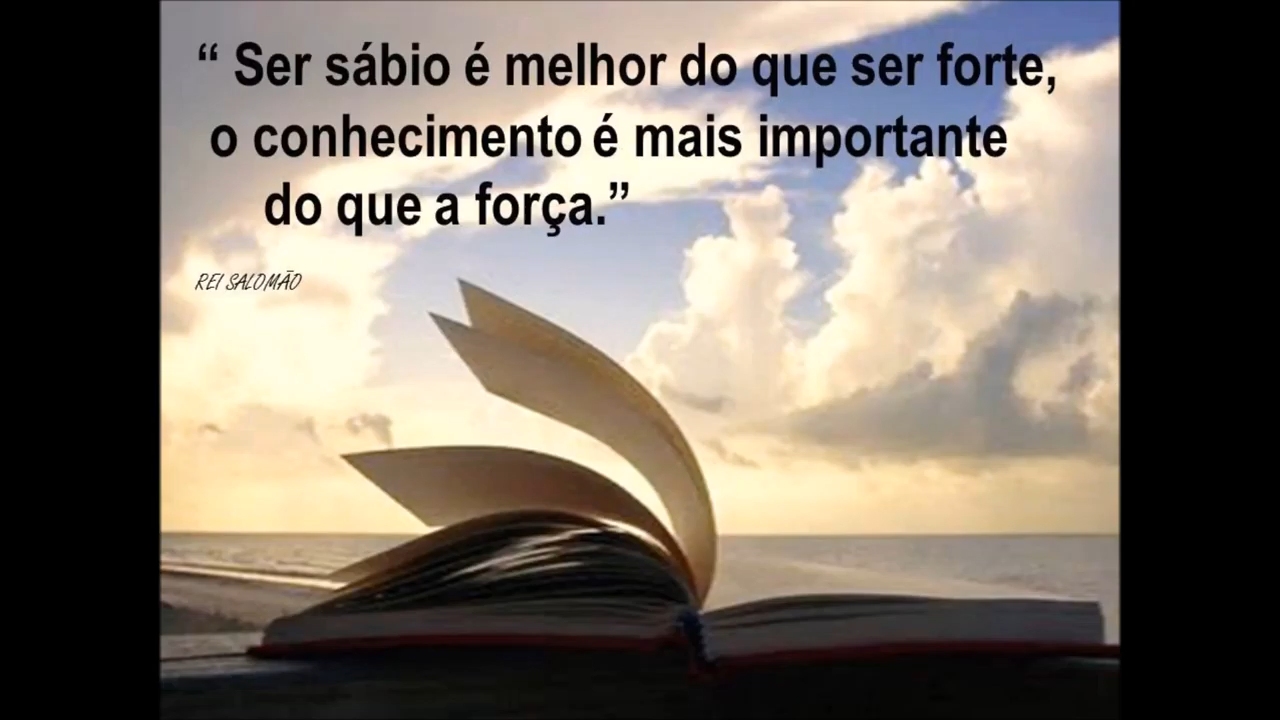 “ Ser sábio é melhor do que ser forte,
o conhecimento é mais importante
do que a força.”
REI SALOMÃO